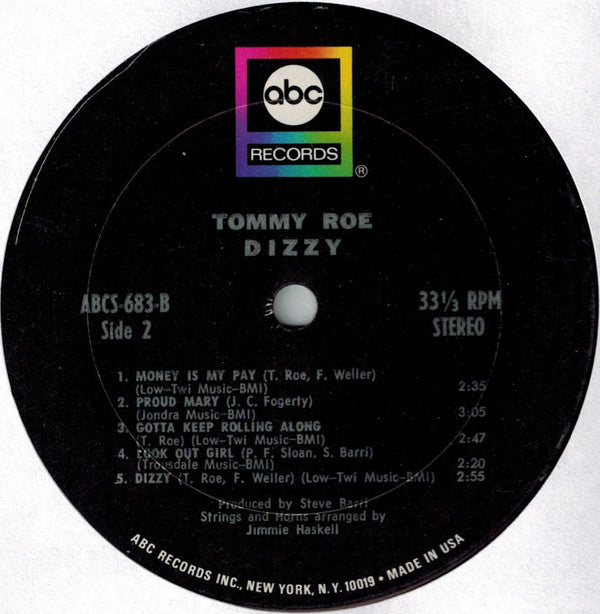 abc
RECORDS
®
TOMMY ROE
DIZZY
ABCS-683-B
Side 2
33⅓ RPM
STEREO
1. MONEY IS MY PAY (T. Roe, F. Weller)
(Low-Twi Music-BMI) 2:35
2. PROUD MARY (J. C. Fogerty)
(Jondra Music-BMI) 3:05
3. GOTTA KEEP ROLLING ALONG
(T. Roe) (Low-Twi Music-BMI) 2:47
4. LOOK OUT GIRL (P. F. Sloan, S. Barri)
(Trousdale Music-BMI) 2:20
5. DIZZY (T. Roe, F. Weller) (Low-Twi Music-BMI) 2:55
Produced by Steve Barri
Strings and Horns arranged by
Jimmie Haskell
ABC RECORDS INC., NEW YORK, N.Y. 10019 • MADE IN USA